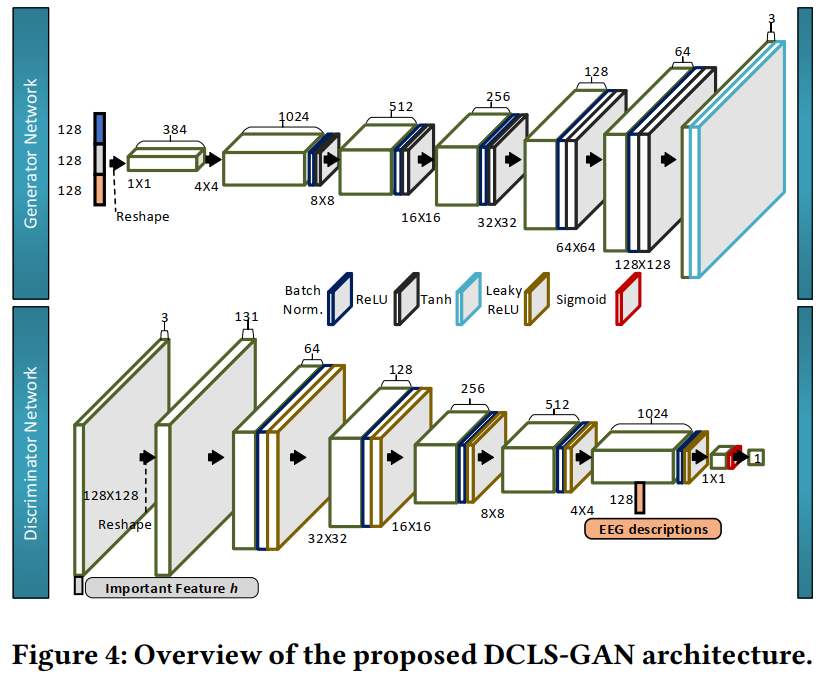 Generator Network
128
128
128
Reshape
384
1X1
1024
4X4
8X8
512
16X16
256
32X32
128
64X64
64
128X128
3
Batch Norm.
ReLU
Tanh
Leaky ReLU
Sigmoid
Discriminator Network
3
128X128
Reshape
131
64
32X32
128
16X16
256
8X8
512
4X4
1024
128
1X1
1
EEG descriptions
Important Feature h
Figure 4: Overview of the proposed DCLS-GAN architecture.